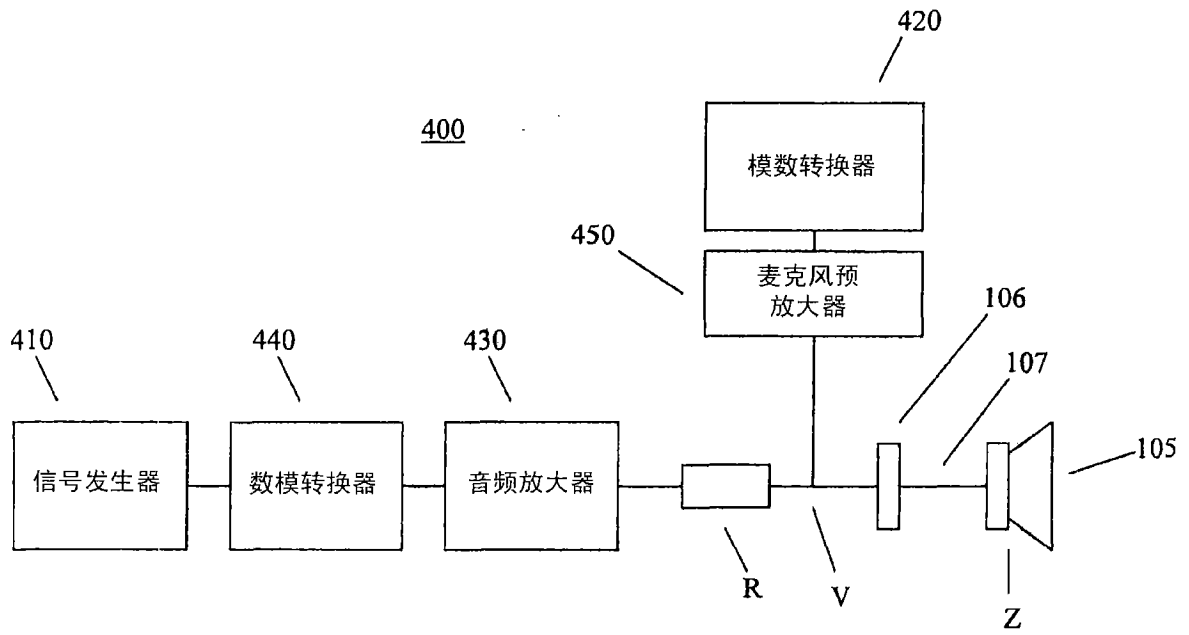 420
400
模数转换器
450
麦克风预
放大器
106
410
440
430
107
105
信号发生器
数模转换器
音频放大器
R
V
Z